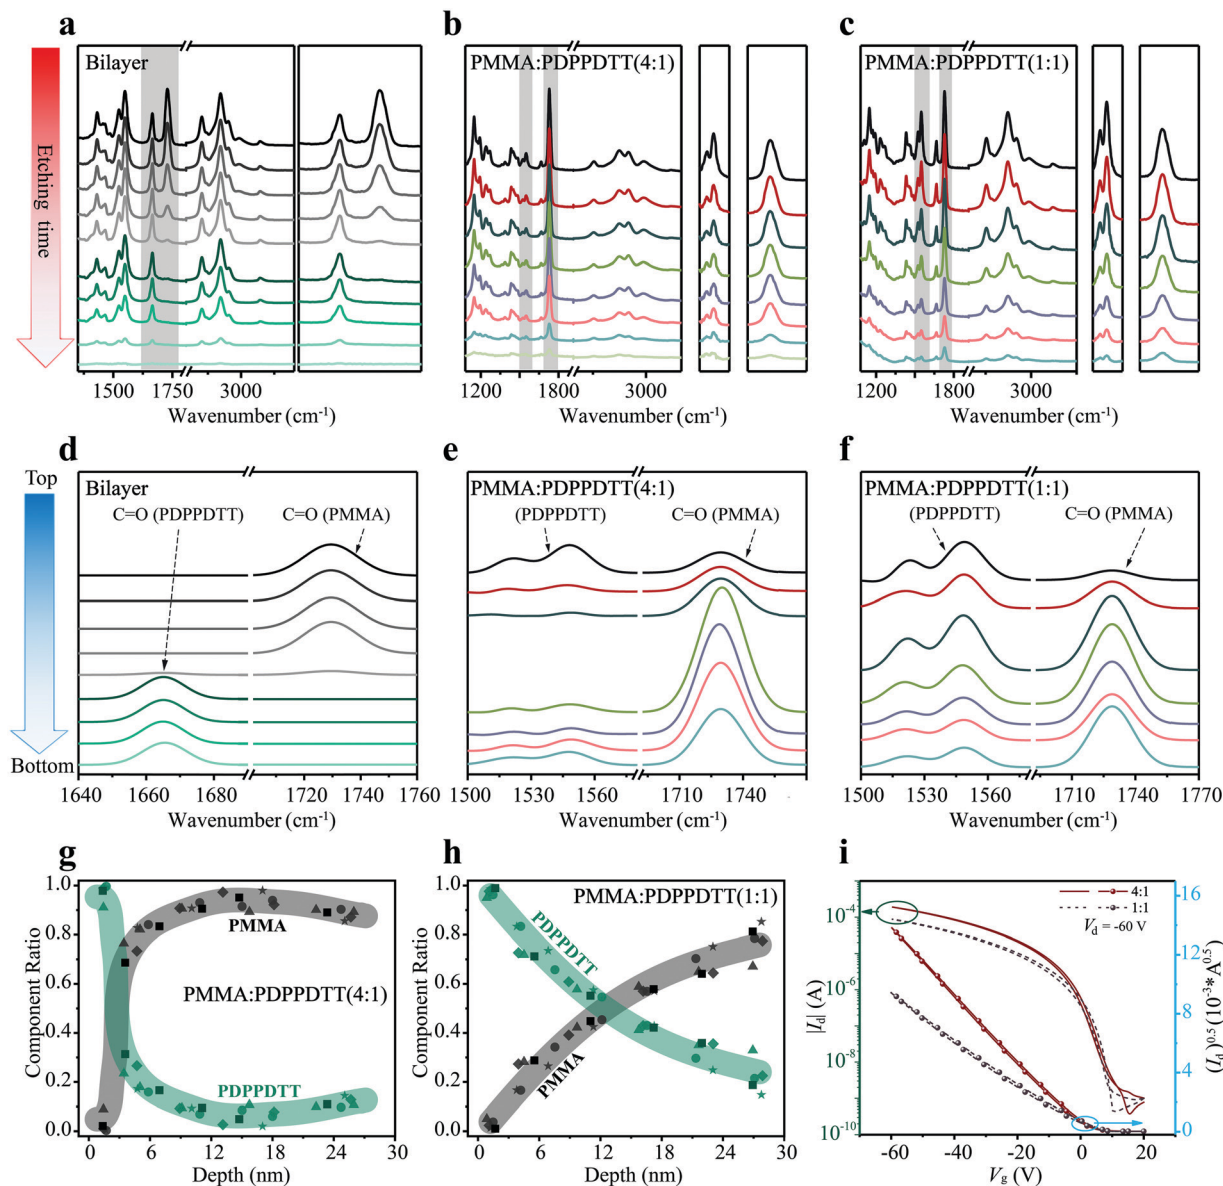 a
b
c
Etching time
Bilayer
PMMA:PDPPDTT(4:1)
PMMA:PDPPDTT(1:1)
1500 1750 3000
1200 1500 1800 3000
1200 1500 1800 3000
Wavenumber (cm-1)
Wavenumber (cm-1)
Wavenumber (cm-1)
d
e
f
Top
Bottom
Bilayer
C=O (PDPPDTT)
C=O (PMMA)
PMMA:PDPPDTT(4:1)
(PDPPDTT)
C=O (PMMA)
PMMA:PDPPDTT(1:1)
(PDPPDTT)
C=O (PMMA)
1640 1660 1680 1720 1740 1760
1500 1530 1560 1710 1740
1500 1530 1560 1710 1740 1770
Wavenumber (cm-1)
Wavenumber (cm-1)
Wavenumber (cm-1)
g
h
i
Component Ratio
1.0
0.8
0.6
0.4
0.2
0.0
PMMA
PMMA:PDPPDTT(4:1)
PDPPDTT
0 6 12 18 24 30
Depth (nm)
Component Ratio
1.0
0.8
0.6
0.4
0.2
0.0
PMMA:PDPPDTT(1:1)
PDPPDTT
PMMA
0 6 12 18 24 30
Depth (nm)
|Id| (A)
10-4
10-6
10-8
10-10
4:1
1:1
Vd = -60 V
16
12
8
4
0
(Id)0.5 (10-3*A0.5)
-60 -40 -20 0 20
Vg (V)